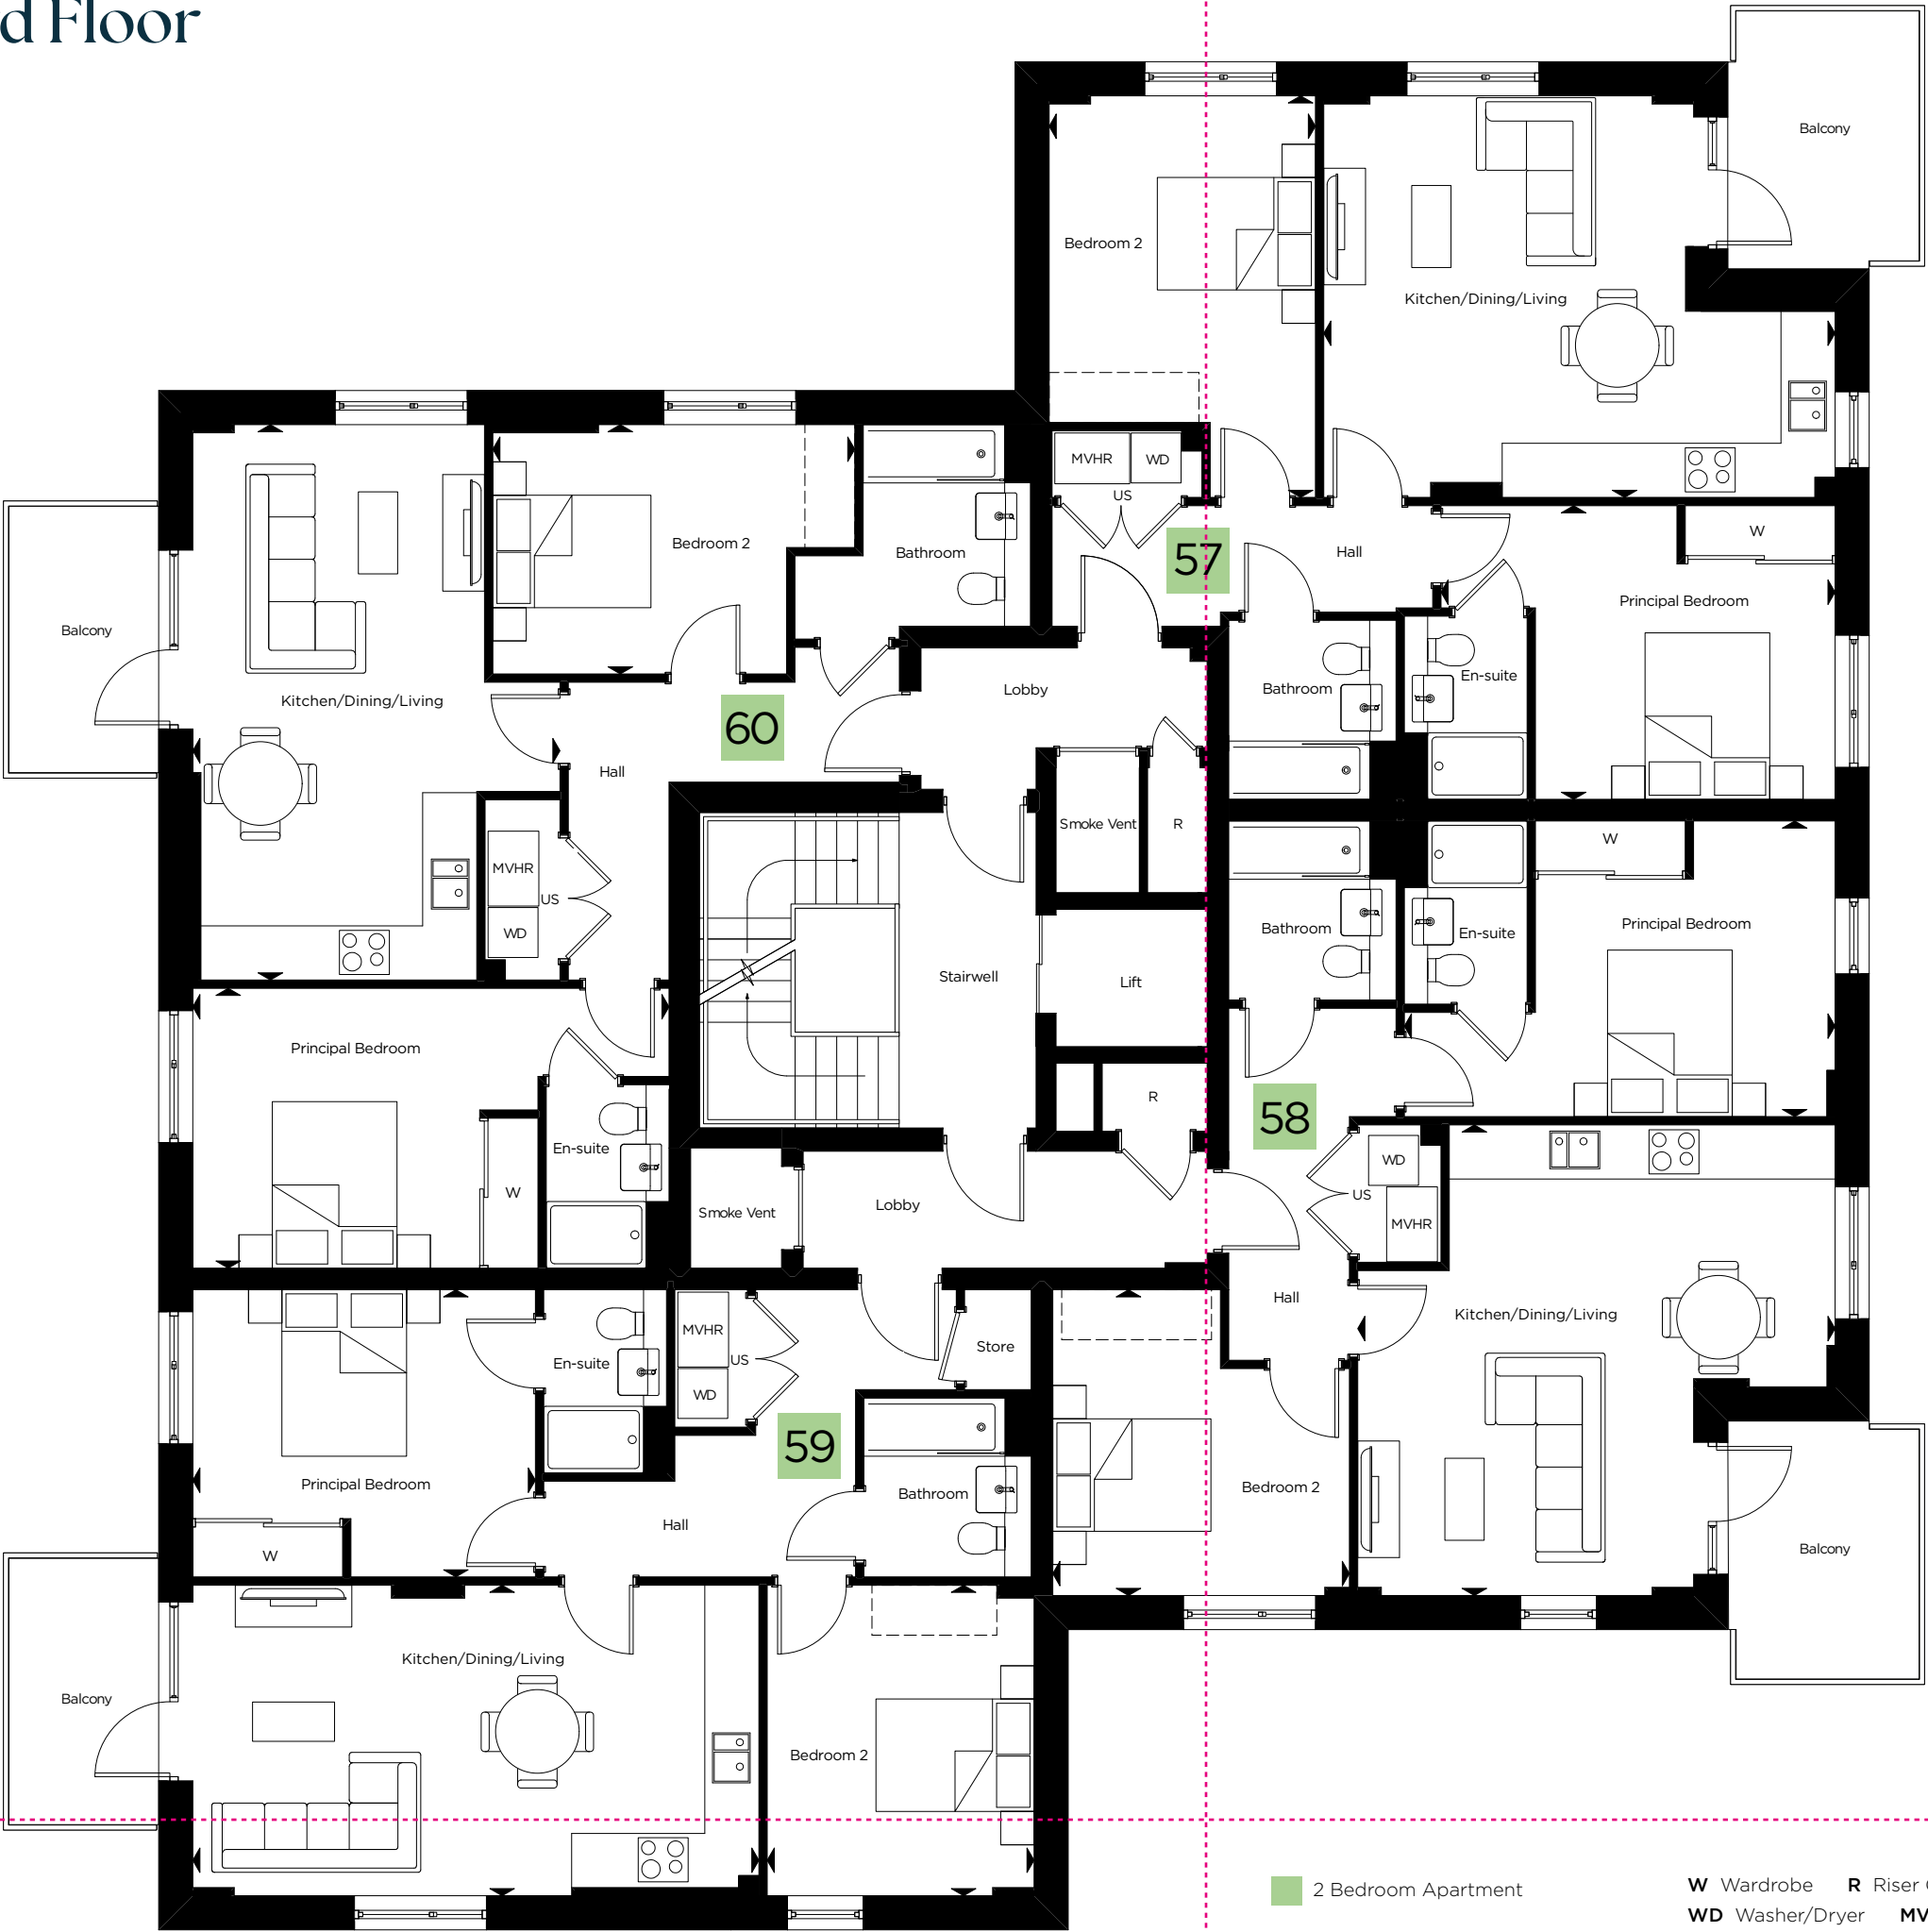 d Floor
Balcony
Bedroom 2
Kitchen/Dining/Living
MVHR
WD
US
57
Hall
W
Principal Bedroom
Bathroom
En-suite
Bedroom 2
Bathroom
Balcony
Kitchen/Dining/Living
60
Hall
Lobby
MVHR
US
WD
Smoke Vent
R
Stairwell
Lift
R
W
Principal Bedroom
Bathroom
En-suite
58
Principal Bedroom
En-suite
W
Smoke Vent
Lobby
WD
US
MVHR
Hall
Kitchen/Dining/Living
Bedroom 2
Balcony
MVHR
US
WD
Store
En-suite
59
Principal Bedroom
Bathroom
Hall
W
Kitchen/Dining/Living
Balcony
Bedroom 2
2 Bedroom Apartment
W Wardrobe R Riser
WD Washer/Dryer MV